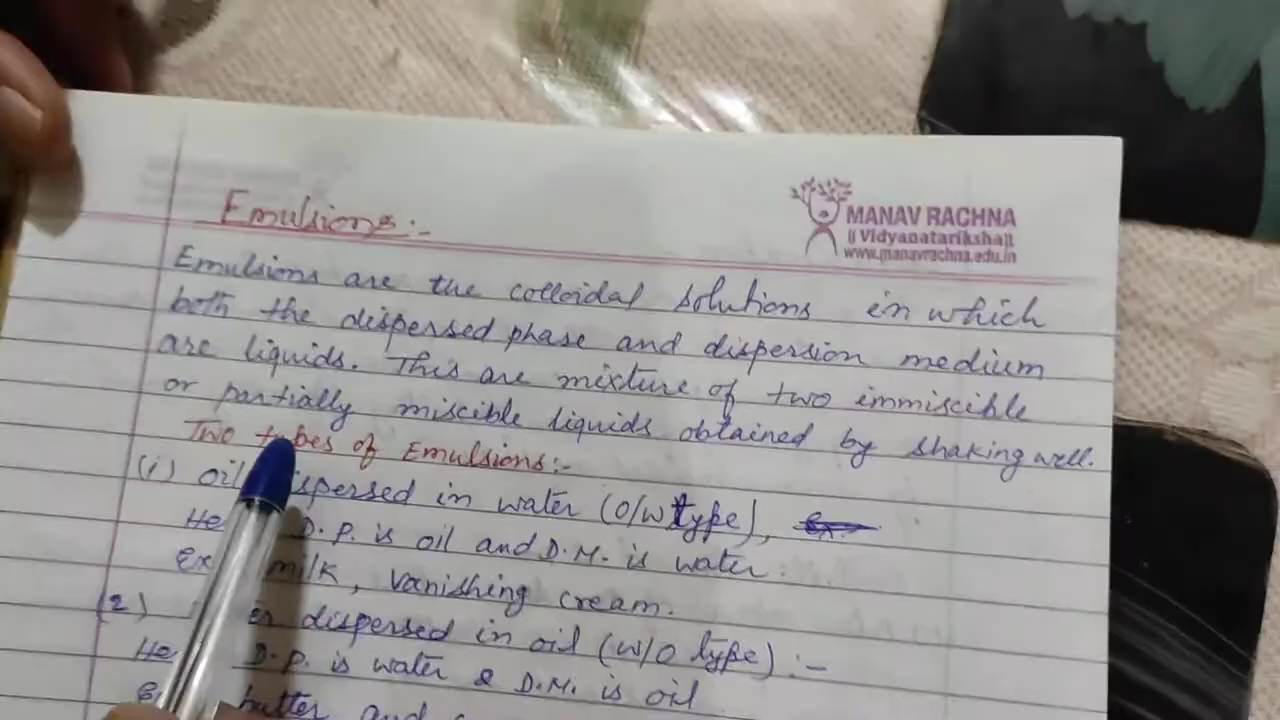 Emulsions:-
MANAV RACHNA
|| Vidyanatariksha ||
www.manavrachna.edu.in
Emulsions are the colloidal solutions in which
both the dispersed phase and dispersion medium
are liquids. This are mixture of two immiscible
or partially miscible liquids obtained by shaking well.
Two types of Emulsions:-
(i) oil dispersed in water (O/W type),
D.P. is oil and D.M. is water.
milk, vanishing cream.
(2) dispersed in oil (W/O type) :-
D.P. is water & D.M. is oil
butter and